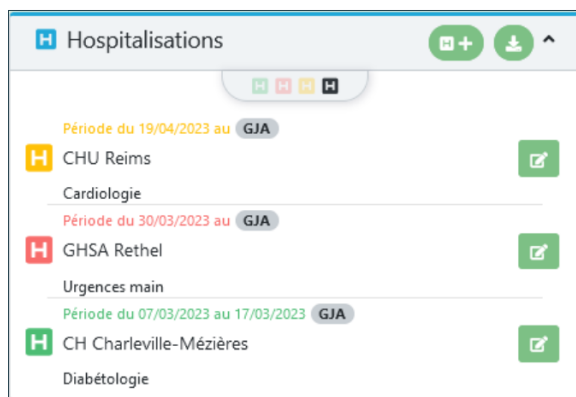 H Hospitalisations H +
H H H H
Période du 19/04/2023 au GJA
H CHU Reims
Cardiologie
Période du 30/03/2023 au GJA
H GHSA Rethel
Urgences main
Période du 07/03/2023 au 17/03/2023 GJA
H CH Charleville-Mézières
Diabétologie